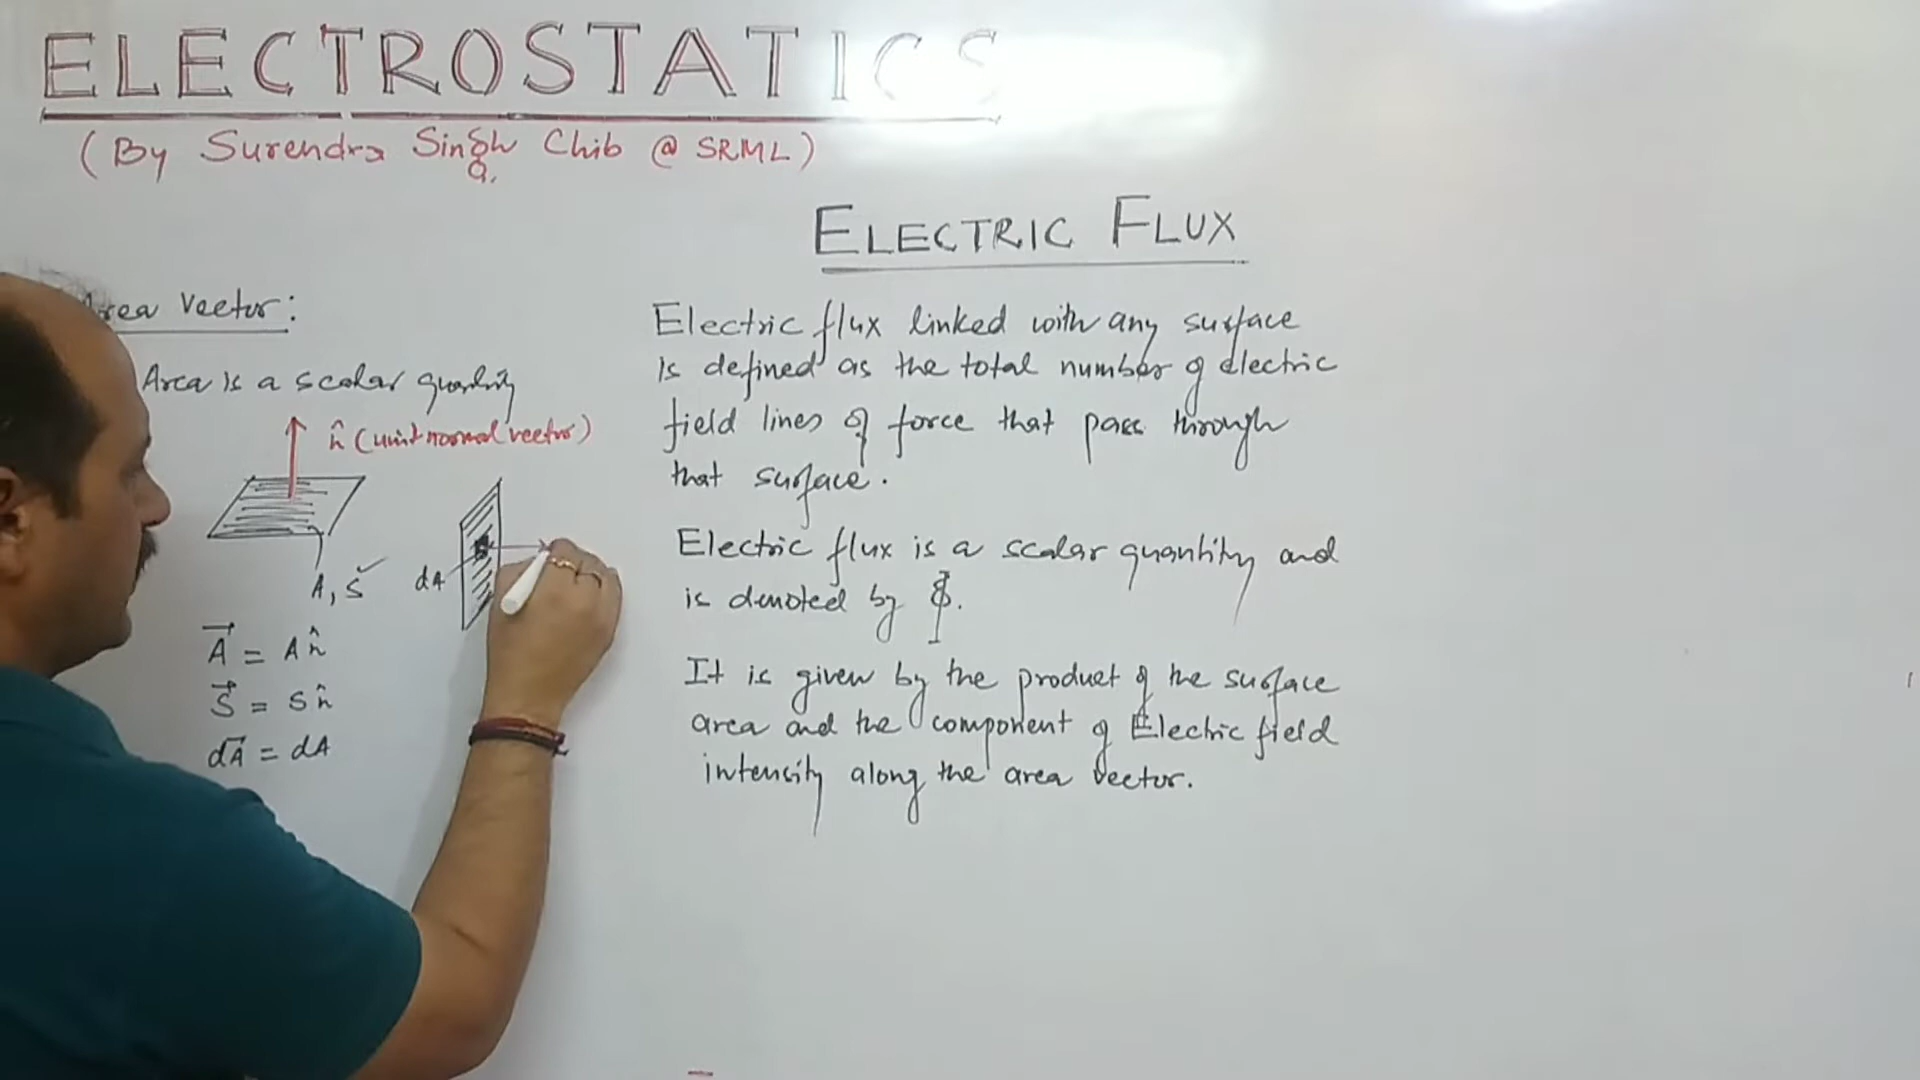 ELECTROSTATICS
(By Surendra Singh Chib @ SRML)
ELECTRIC FLUX
Area Vector:
Area is a scalar quantity
n̂ (unit normal vector)
A, S
dA
A⃗ = A n̂
S⃗ = S n̂
dA⃗ = dA
Electric flux linked with any surface
is defined as the total number of electric
field lines of force that pass through
that surface.
Electric flux is a scalar quantity and
is denoted by ϕ.
It is given by the product of the surface
area and the component of Electric field
intensity along the area vector.